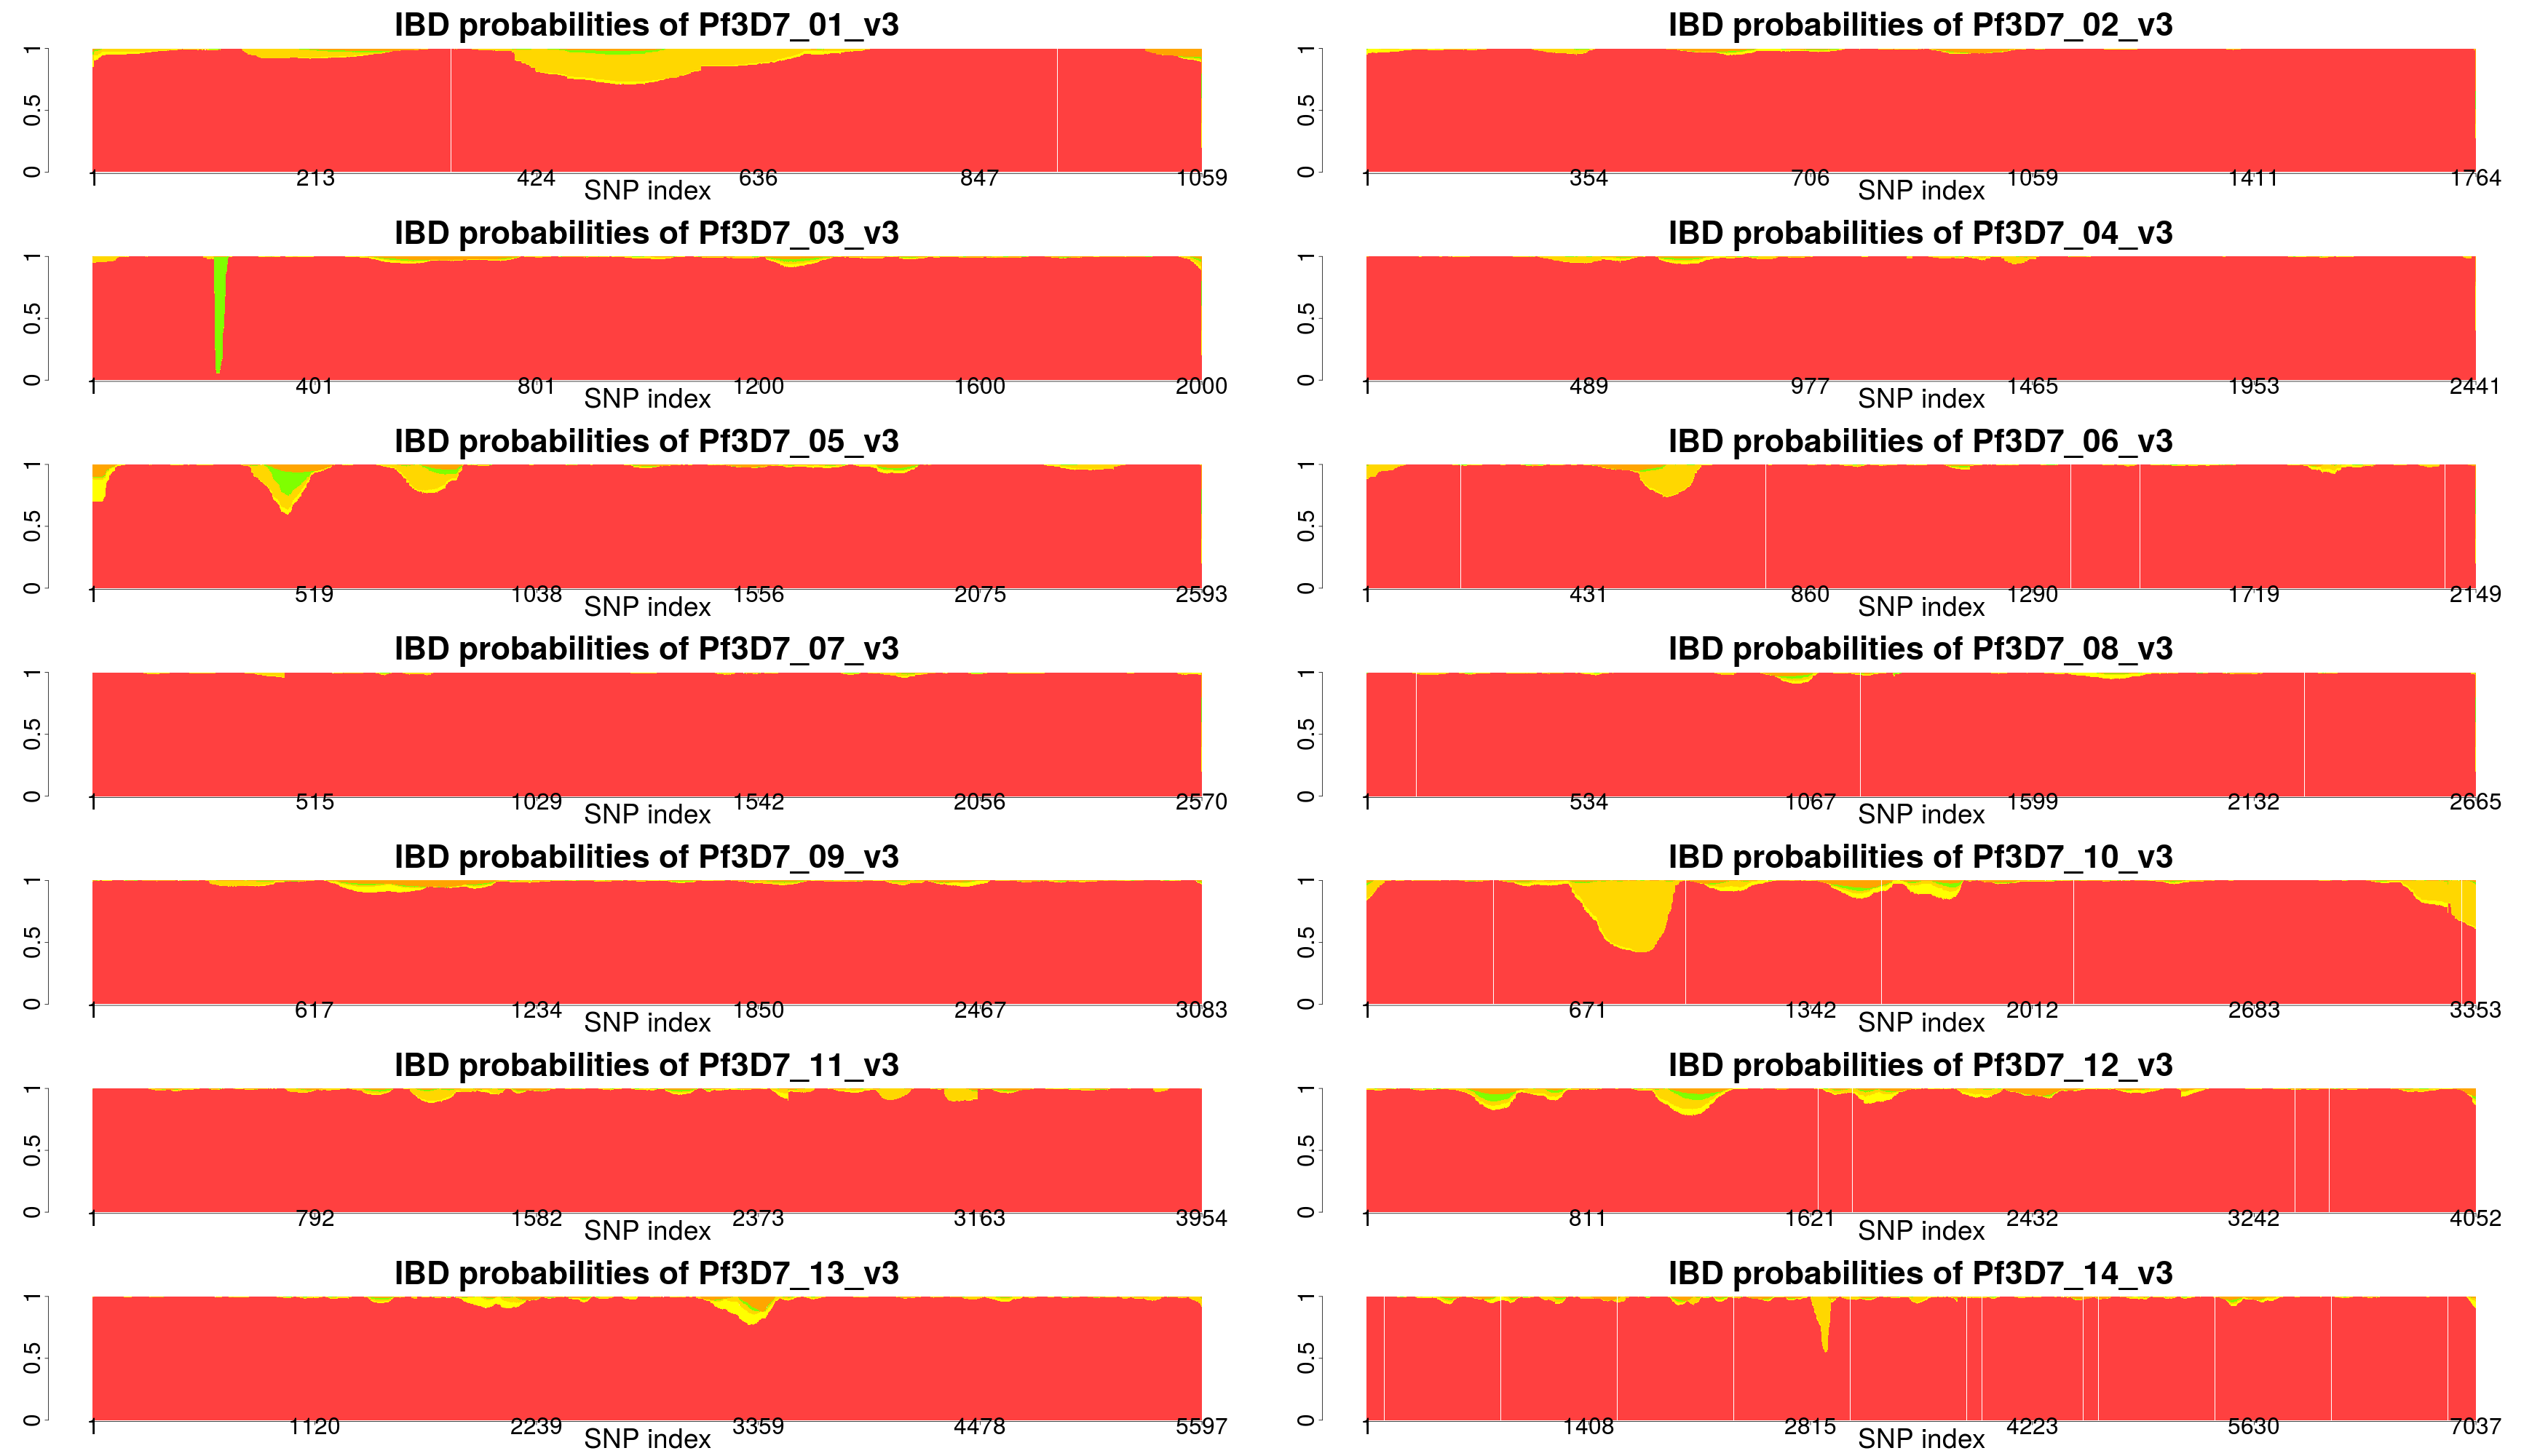 IBD probabilities of Pf3D7_01_v3
0 0.5 1
1 213 424 636 847 1059
SNP index
IBD probabilities of Pf3D7_02_v3
0 0.5 1
1 354 706 1059 1411 1764
SNP index
IBD probabilities of Pf3D7_03_v3
0 0.5 1
1 401 801 1200 1600 2000
SNP index
IBD probabilities of Pf3D7_04_v3
0 0.5 1
1 489 977 1465 1953 2441
SNP index
IBD probabilities of Pf3D7_05_v3
0 0.5 1
1 519 1038 1556 2075 2593
SNP index
IBD probabilities of Pf3D7_06_v3
0 0.5 1
1 431 860 1290 1719 2149
SNP index
IBD probabilities of Pf3D7_07_v3
0 0.5 1
1 515 1029 1542 2056 2570
SNP index
IBD probabilities of Pf3D7_08_v3
0 0.5 1
1 534 1067 1599 2132 2665
SNP index
IBD probabilities of Pf3D7_09_v3
0 0.5 1
1 617 1234 1850 2467 3083
SNP index
IBD probabilities of Pf3D7_10_v3
0 0.5 1
1 671 1342 2012 2683 3353
SNP index
IBD probabilities of Pf3D7_11_v3
0 0.5 1
1 792 1582 2373 3163 3954
SNP index
IBD probabilities of Pf3D7_12_v3
0 0.5 1
1 811 1621 2432 3242 4052
SNP index
IBD probabilities of Pf3D7_13_v3
0 0.5 1
1 1120 2239 3359 4478 5597
SNP index
IBD probabilities of Pf3D7_14_v3
0 0.5 1
1 1408 2815 4223 5630 7037
SNP index